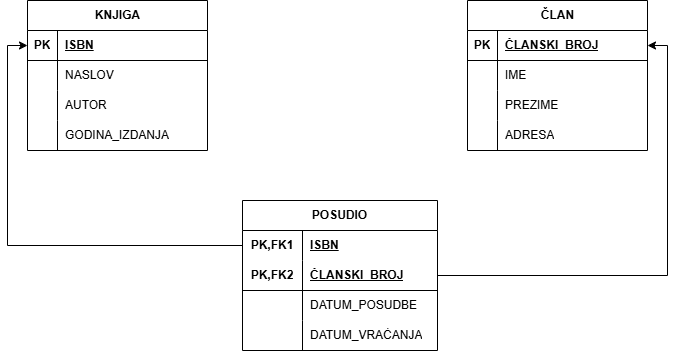 KNJIGA
PK ISBN
NASLOV
AUTOR
GODINA_IZDANJA
ČLAN
PK ČLANSKI_BROJ
IME
PREZIME
ADRESA
POSUDIO
PK,FK1 ISBN
PK,FK2 ČLANSKI_BROJ
DATUM_POSUDBE
DATUM_VRAĆANJA